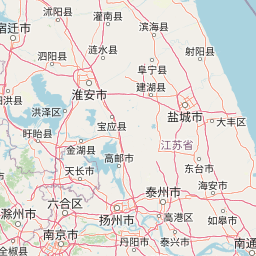 沭阳县
灌南县
滨海县
宿迁市
泗阳县
涟水县
射阳县
阜宁县
淮安市
建湖县
洪泽区
盐城市
大丰区
宝应县
盱眙县
金湖县
江苏省
高邮市
天长市
东台市
海安市
泰州市
六合区
滁州市
扬州市
高港区
如皋市
南京市
丹阳市
泰兴市
南通
全椒县